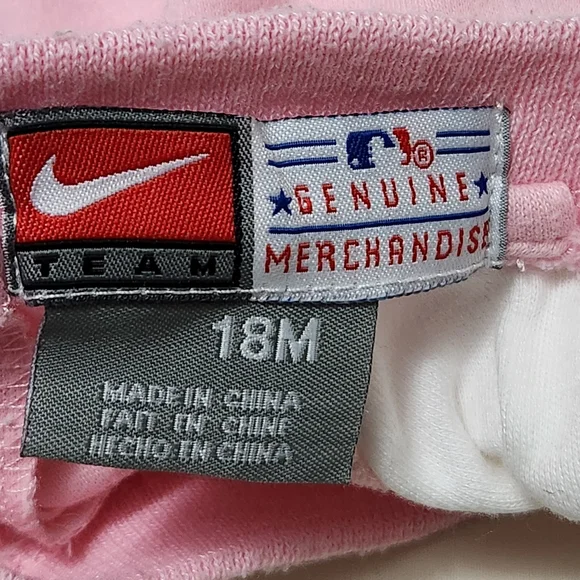 TEAM
®
GENUINE
MERCHANDISE
18M
MADE IN CHINA
FAIT EN CHINE
HECHO EN CHINA